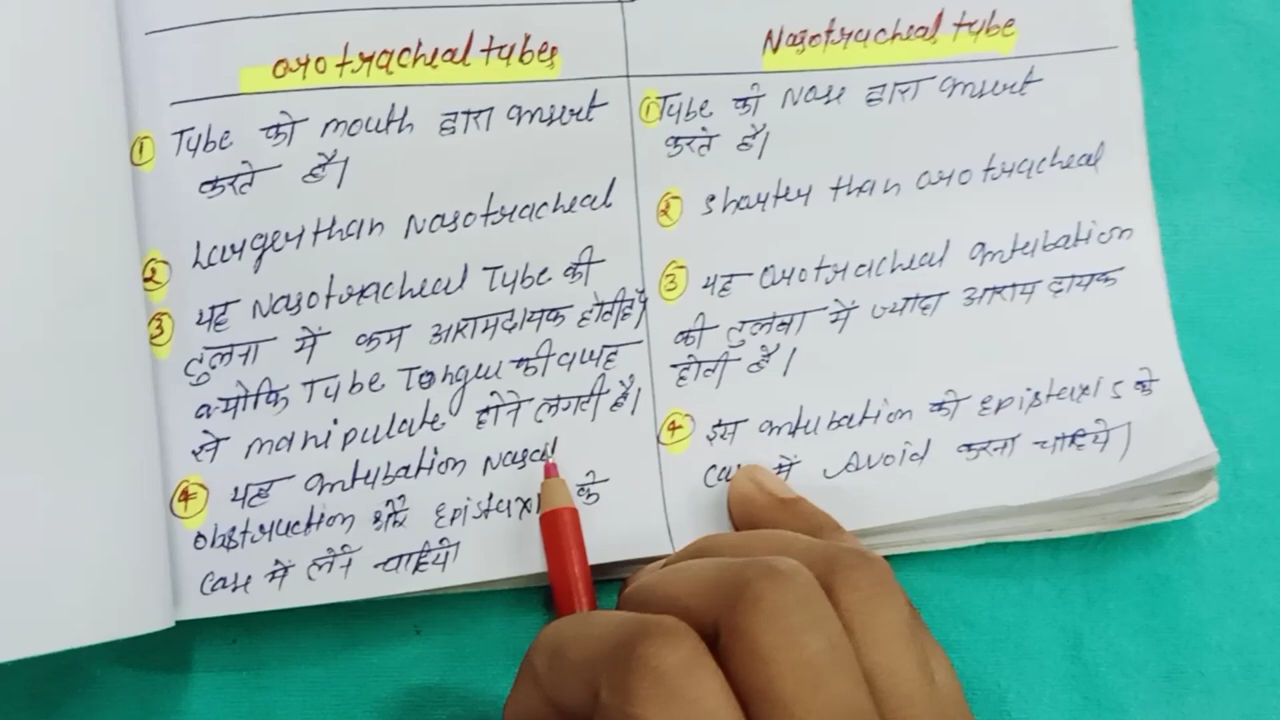 Orotracheal tubes
① Tube को mouth द्वारा insert
करते है।
② Larger than Nasotracheal
③ यह Nasotracheal Tube की
तुलना में कम आरामदायक होती है।
क्योकि Tube Tongue की वजह
से manipulate होने लगती है।
④ यह intubation Nasal
obstruction और Epistaxis के
case में लेने चाहिये
Nasotracheal tube
① Tube को Nose द्वारा insert
करते है।
② shorter than orotracheal
③ यह orotracheal intubation
की तुलना में ज्यादा आराम दायक
होती है।
④ इस intubation को Epistaxis के
में Avoid करना चाहिये।